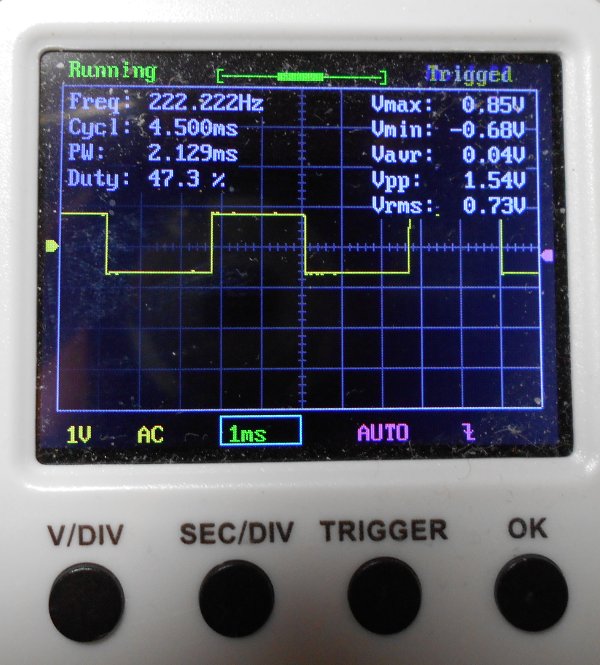 Running Trigged
Freq: 222.222Hz Vmax: 0.85V
Cycl: 4.500ms Vmin: -0.68V
PW: 2.129ms Vavr: 0.04V
Duty: 47.3 % Vpp: 1.54V
Vrms: 0.73V
1V AC 1ms AUTO
V/DIV SEC/DIV TRIGGER OK